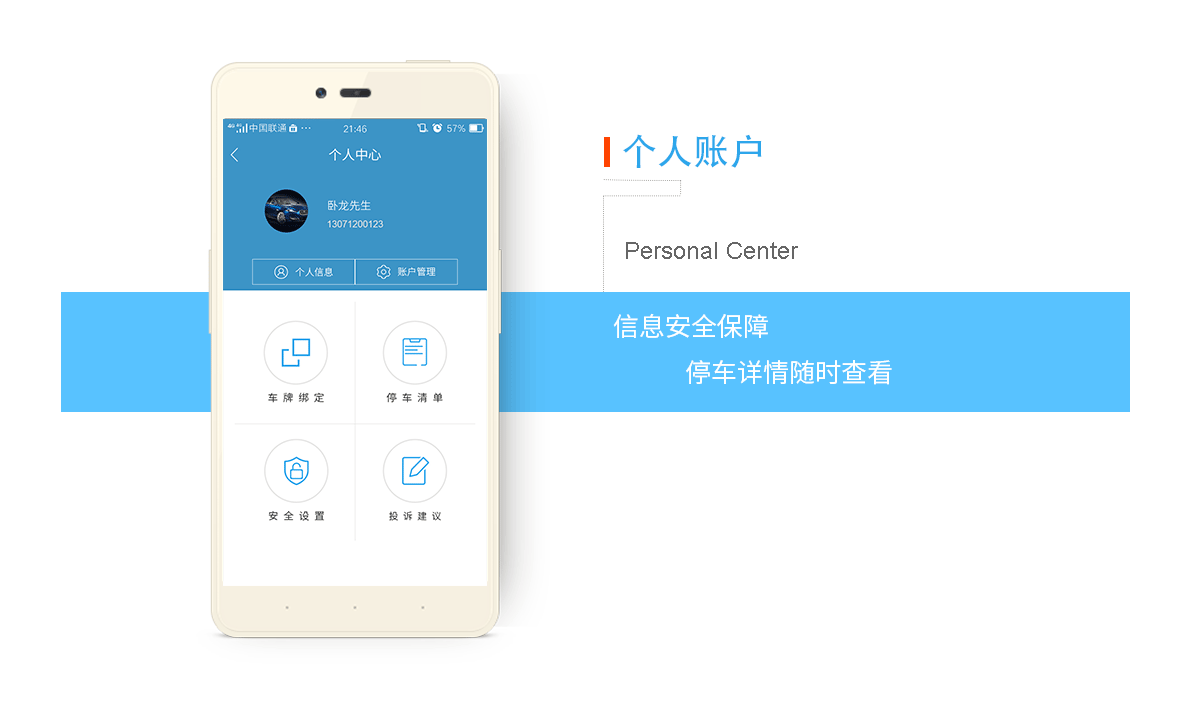 4G 中国联通 ... 21:46 57%
个人中心
卧龙先生
13071200123
个人信息 账户管理
车牌绑定 停车清单
安全设置 投诉建议
个人账户
Personal Center
信息安全保障
停车详情随时查看